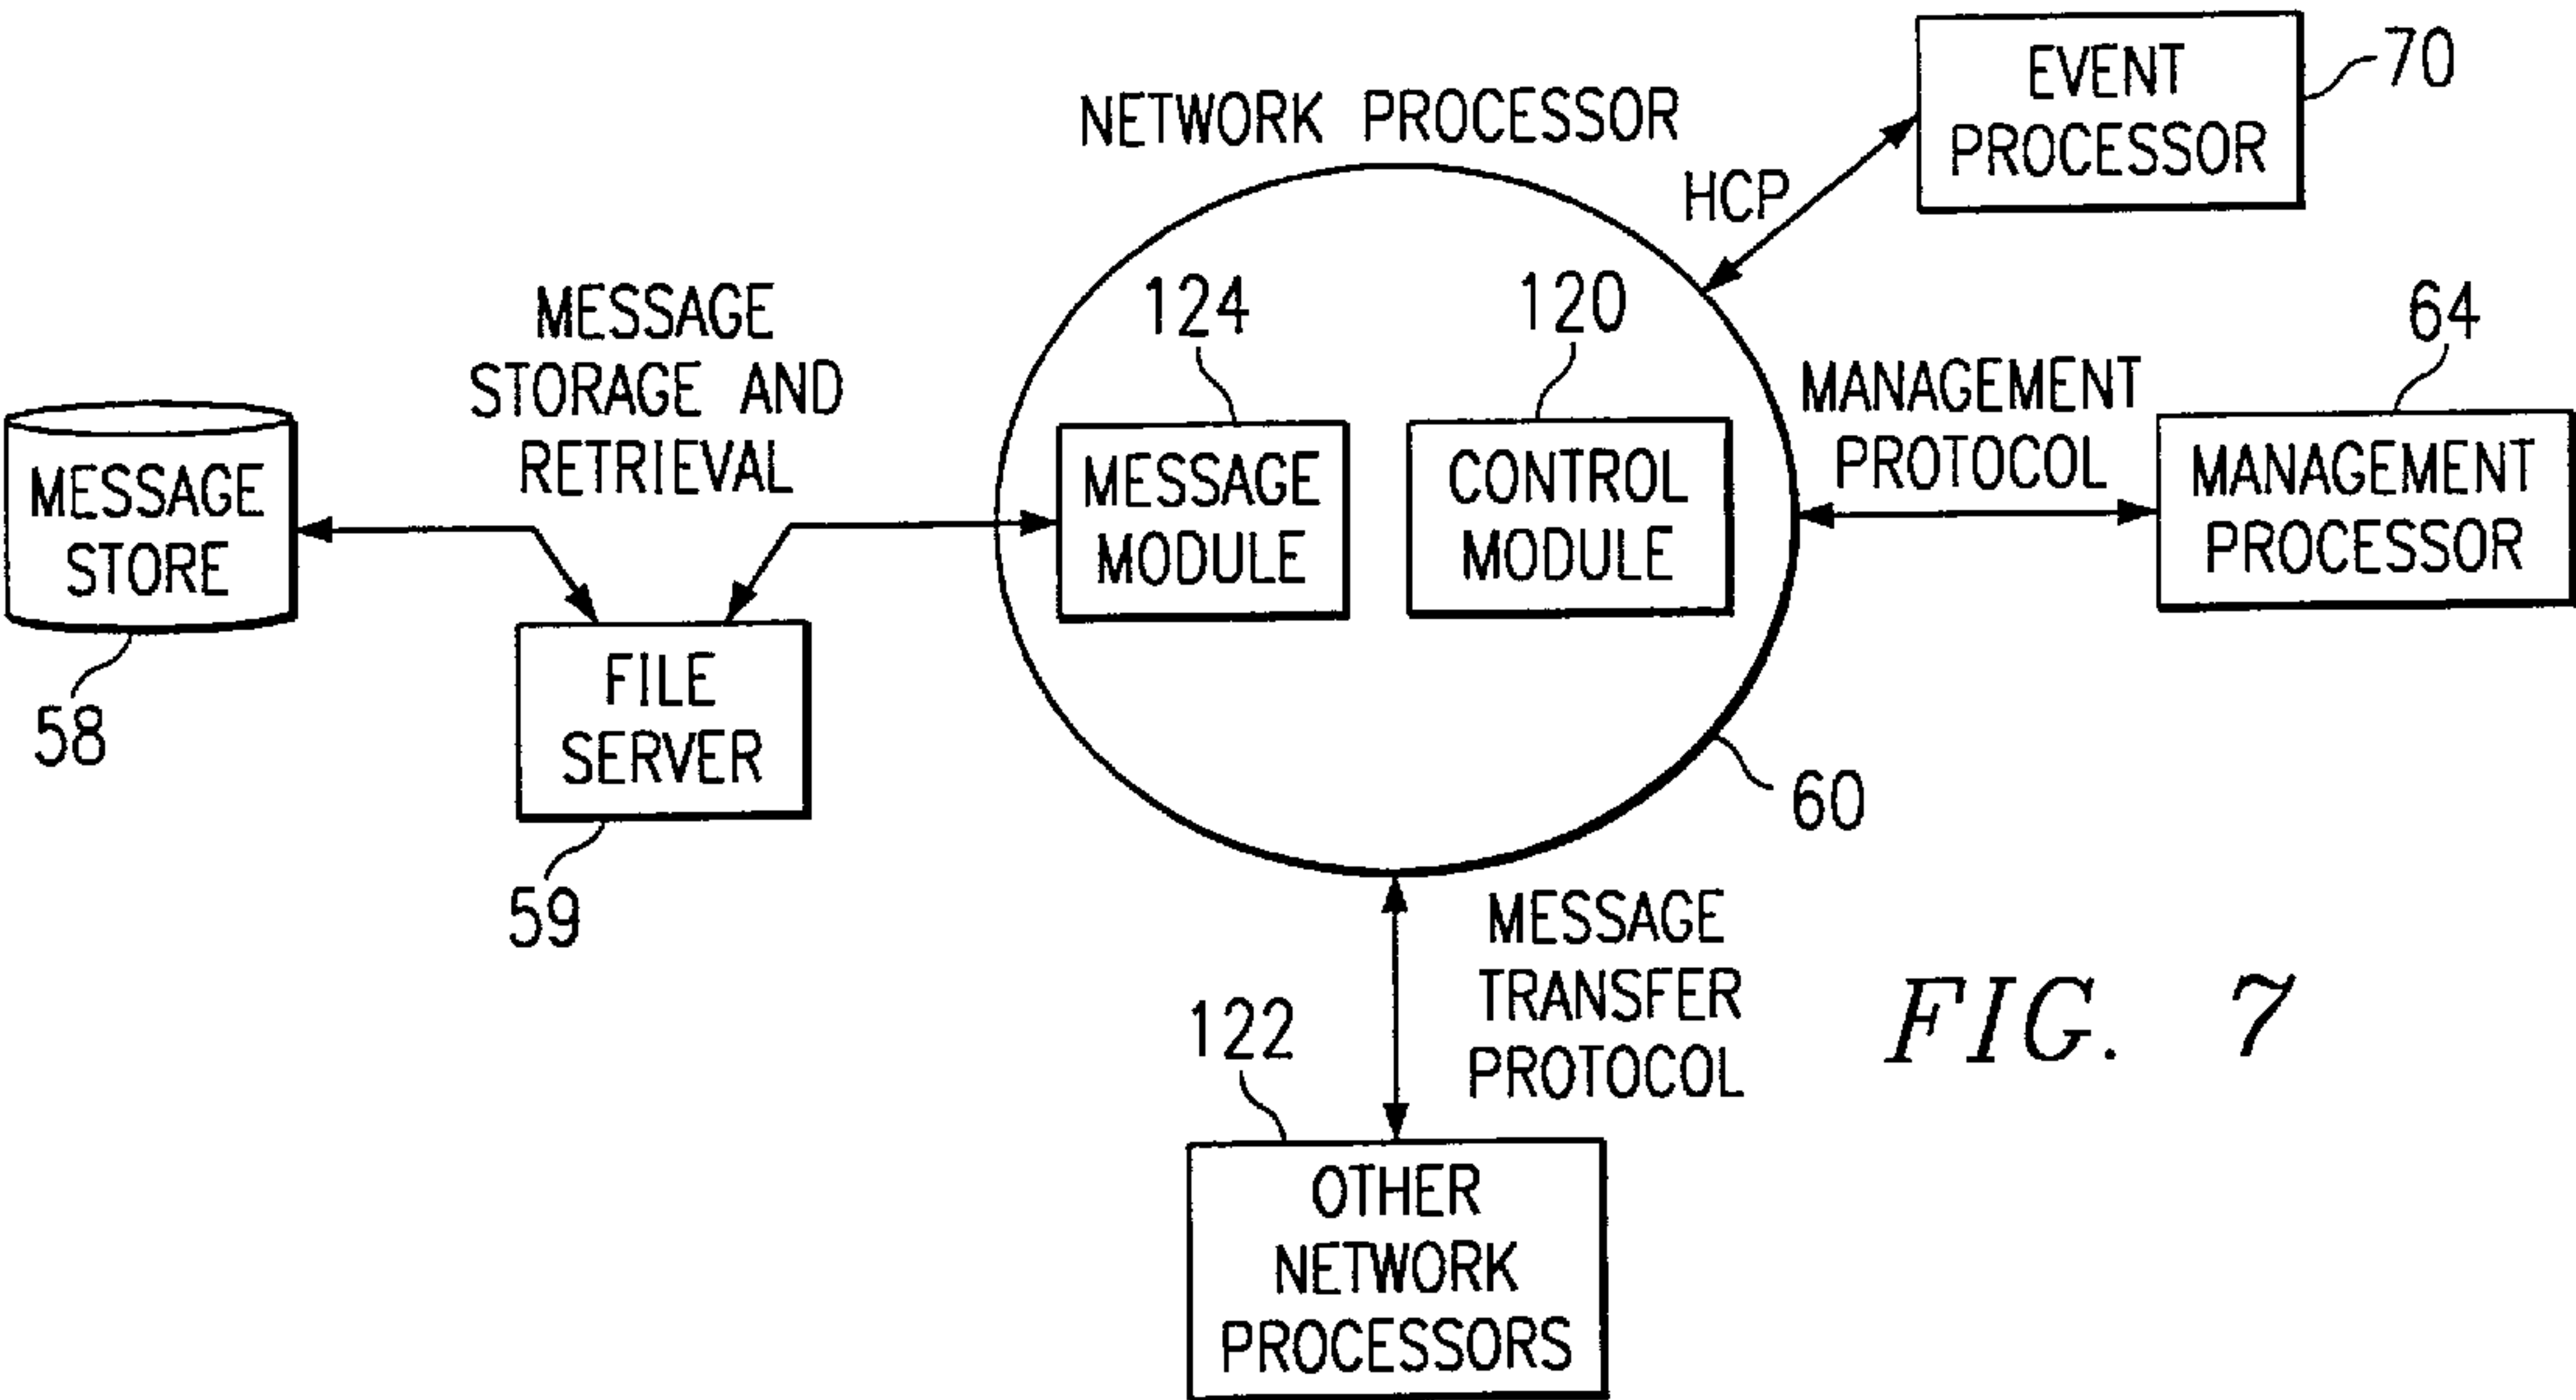 EVENT
PROCESSOR
70
NETWORK PROCESSOR
HCP
124
120
64
MESSAGE
STORAGE AND
RETRIEVAL
MANAGEMENT
PROTOCOL
MESSAGE
STORE
MESSAGE
MODULE
CONTROL
MODULE
MANAGEMENT
PROCESSOR
58
FILE
SERVER
59
60
MESSAGE
TRANSFER
PROTOCOL
122
OTHER
NETWORK
PROCESSORS
FIG. 7